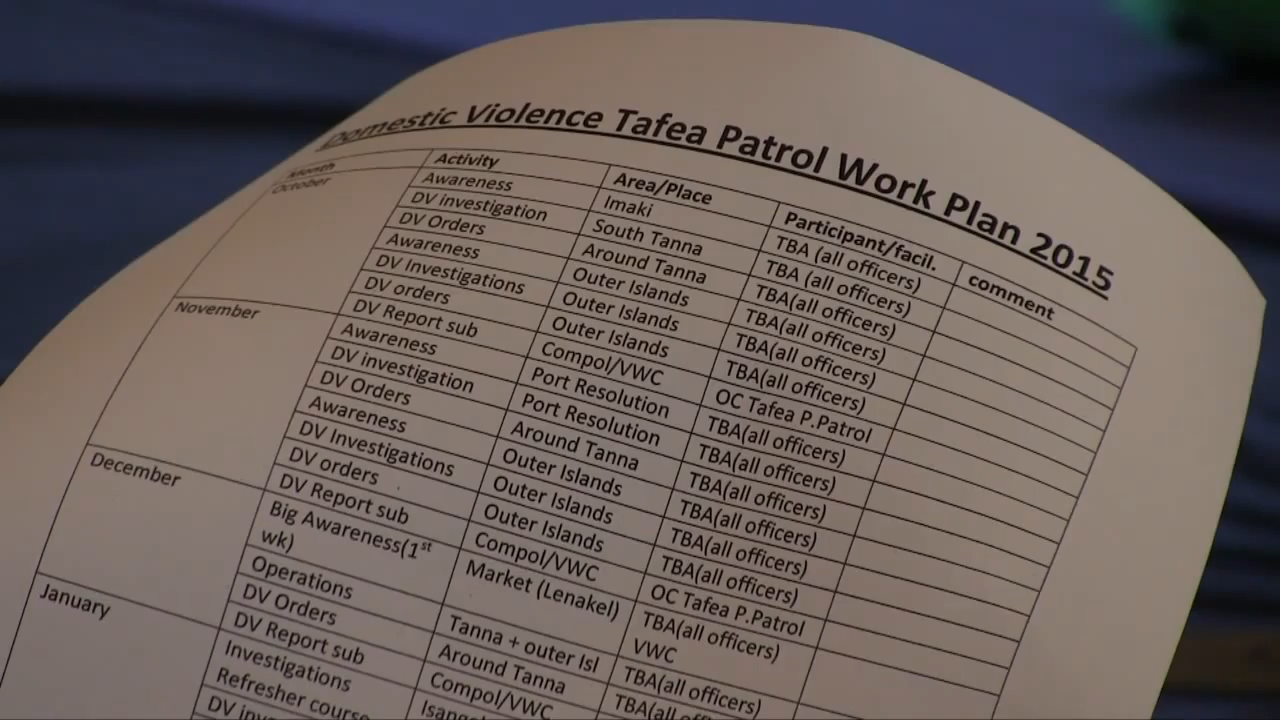 Domestic Violence Tafea Patrol Work Plan 2015
Month Activity Area/Place Participant/facil. comment
October Awareness Imaki TBA (all officers)
DV investigation South Tanna TBA (all officers)
DV Orders Around Tanna TBA(all officers)
Awareness Outer Islands TBA(all officers)
DV Investigations Outer Islands TBA(all officers)
DV orders Outer Islands TBA(all officers)
DV Report sub Compol/VWC OC Tafea P.Patrol
November Awareness Port Resolution TBA(all officers)
DV investigation Port Resolution TBA(all officers)
DV Orders Around Tanna TBA(all officers)
Awareness Outer Islands TBA(all officers)
DV Investigations Outer Islands TBA(all officers)
DV orders Outer Islands TBA(all officers)
DV Report sub Compol/VWC OC Tafea P.Patrol
December Big Awareness(1st Market (Lenakel) TBA(all officers)
wk) VWC
Operations Tanna + outer Isl TBA(all officers)
DV Orders Around Tanna TBA(all officers)
DV Report sub Compol/VWC
January Investigations
Refresher course
DV